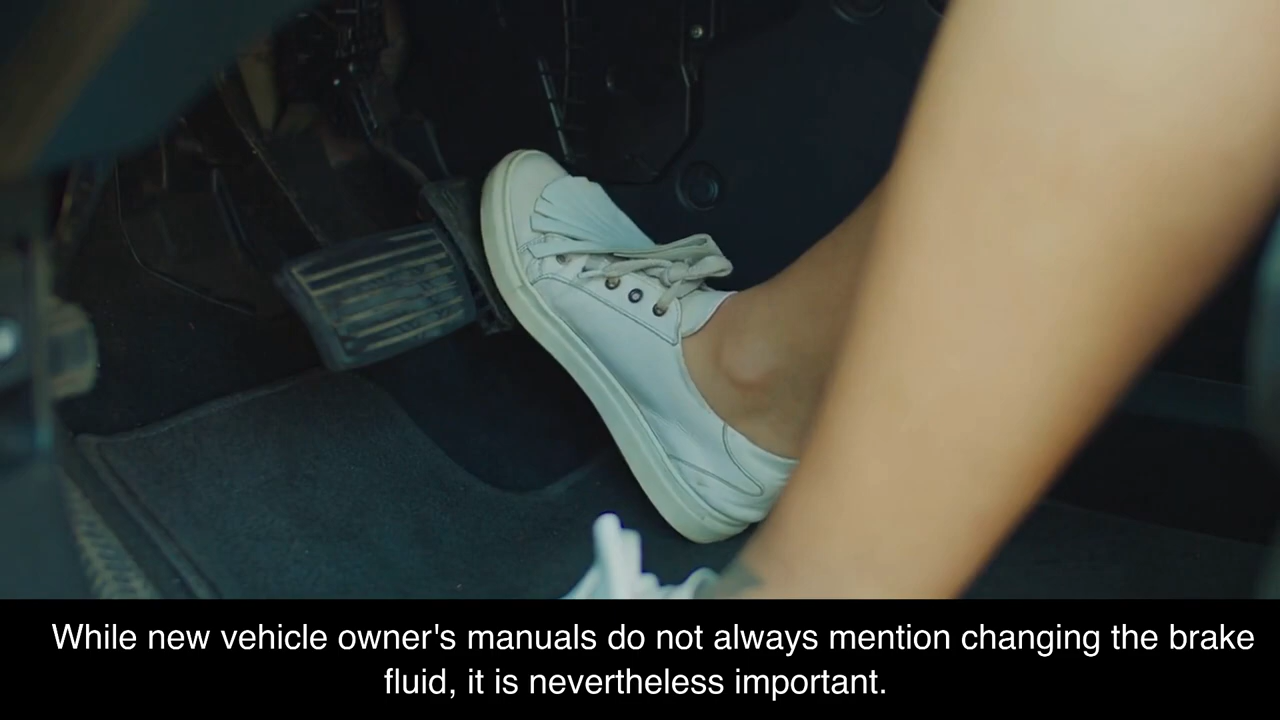 While new vehicle owner's manuals do not always mention changing the brake
fluid, it is nevertheless important.